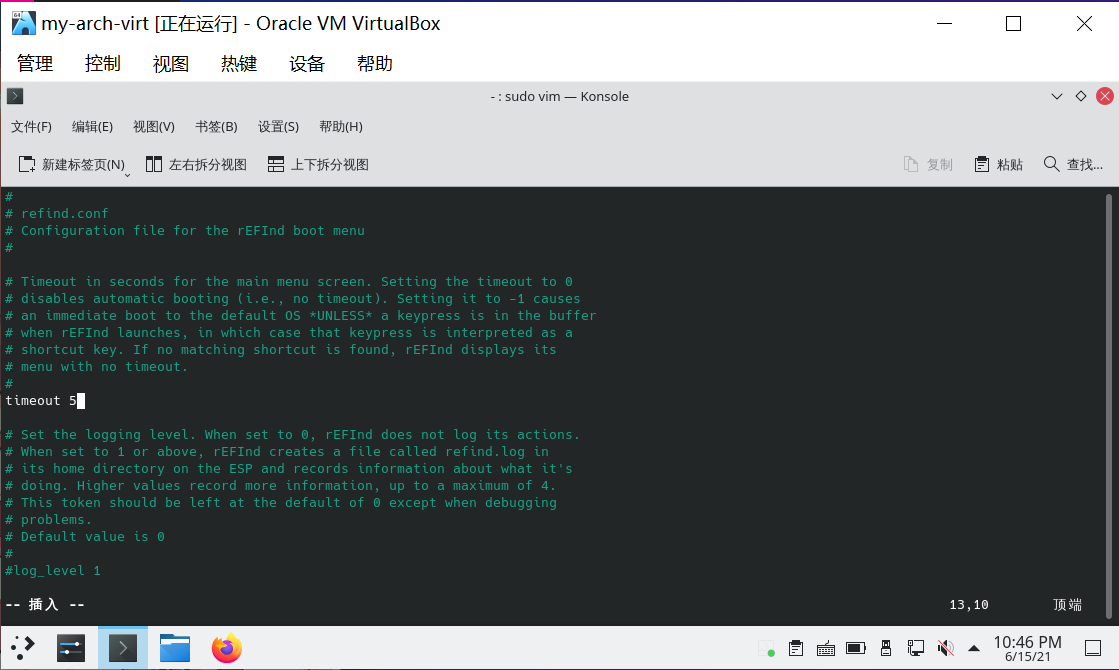 my-arch-virt [正在运行] - Oracle VM VirtualBox
管理 控制 视图 热键 设备 帮助
- : sudo vim — Konsole
文件(F) 编辑(E) 视图(V) 书签(B) 设置(S) 帮助(H)
新建标签页(N) 左右拆分视图 上下拆分视图 复制 粘贴 查找...
#
# refind.conf
# Configuration file for the rEFInd boot menu
#
# Timeout in seconds for the main menu screen. Setting the timeout to 0
# disables automatic booting (i.e., no timeout). Setting it to -1 causes
# an immediate boot to the default OS *UNLESS* a keypress is in the buffer
# when rEFInd launches, in which case that keypress is interpreted as a
# shortcut key. If no matching shortcut is found, rEFInd displays its
# menu with no timeout.
#
timeout 5
# Set the logging level. When set to 0, rEFInd does not log its actions.
# When set to 1 or above, rEFInd creates a file called refind.log in
# its home directory on the ESP and records information about what it's
# doing. Higher values record more information, up to a maximum of 4.
# This token should be left at the default of 0 except when debugging
# problems.
# Default value is 0
#
#log_level 1
-- 插入 -- 13,10 顶端
10:46 PM
6/15/21